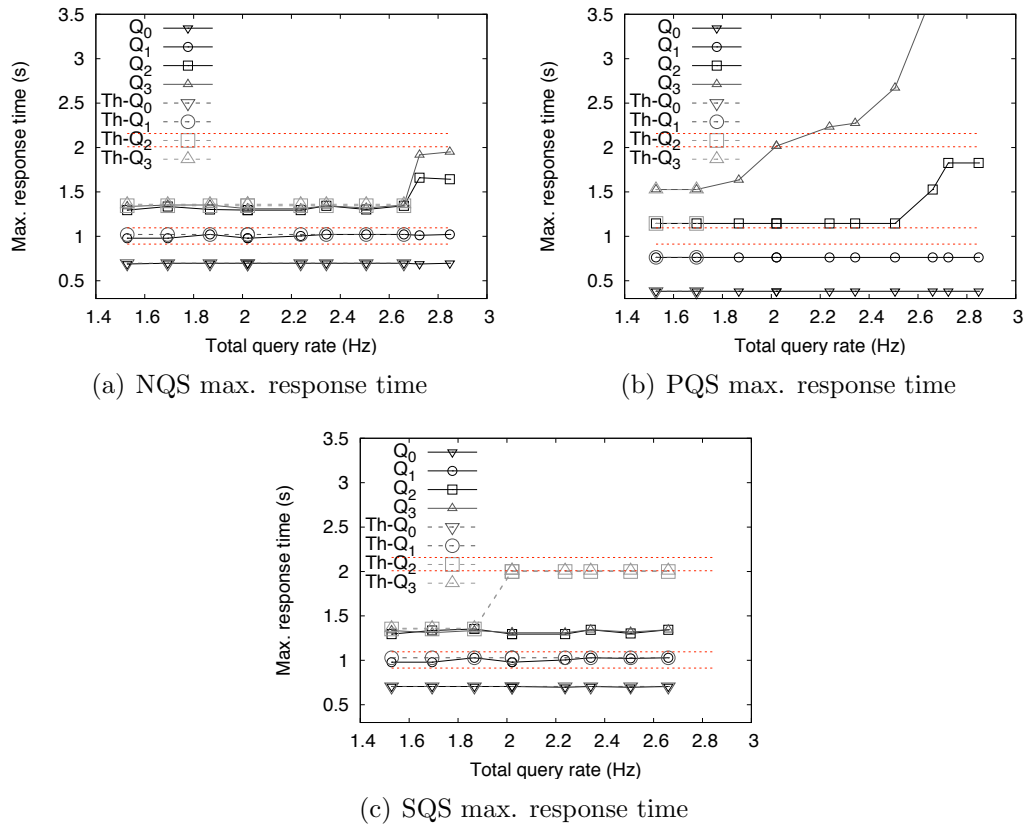 3.5
3
2.5
2
1.5
1
0.5
1.4 1.6 1.8 2 2.2 2.4 2.6 2.8 3
Max. response time (s)
Total query rate (Hz)
Q0
Q1
Q2
Q3
Th-Q0
Th-Q1
Th-Q2
Th-Q3
(a) NQS max. response time
3.5
3
2.5
2
1.5
1
0.5
1.4 1.6 1.8 2 2.2 2.4 2.6 2.8 3
Max. response time (s)
Total query rate (Hz)
Q0
Q1
Q2
Q3
Th-Q0
Th-Q1
Th-Q2
Th-Q3
(b) PQS max. response time
3.5
3
2.5
2
1.5
1
0.5
1.4 1.6 1.8 2 2.2 2.4 2.6 2.8 3
Max. response time (s)
Total query rate (Hz)
Q0
Q1
Q2
Q3
Th-Q0
Th-Q1
Th-Q2
Th-Q3
(c) SQS max. response time